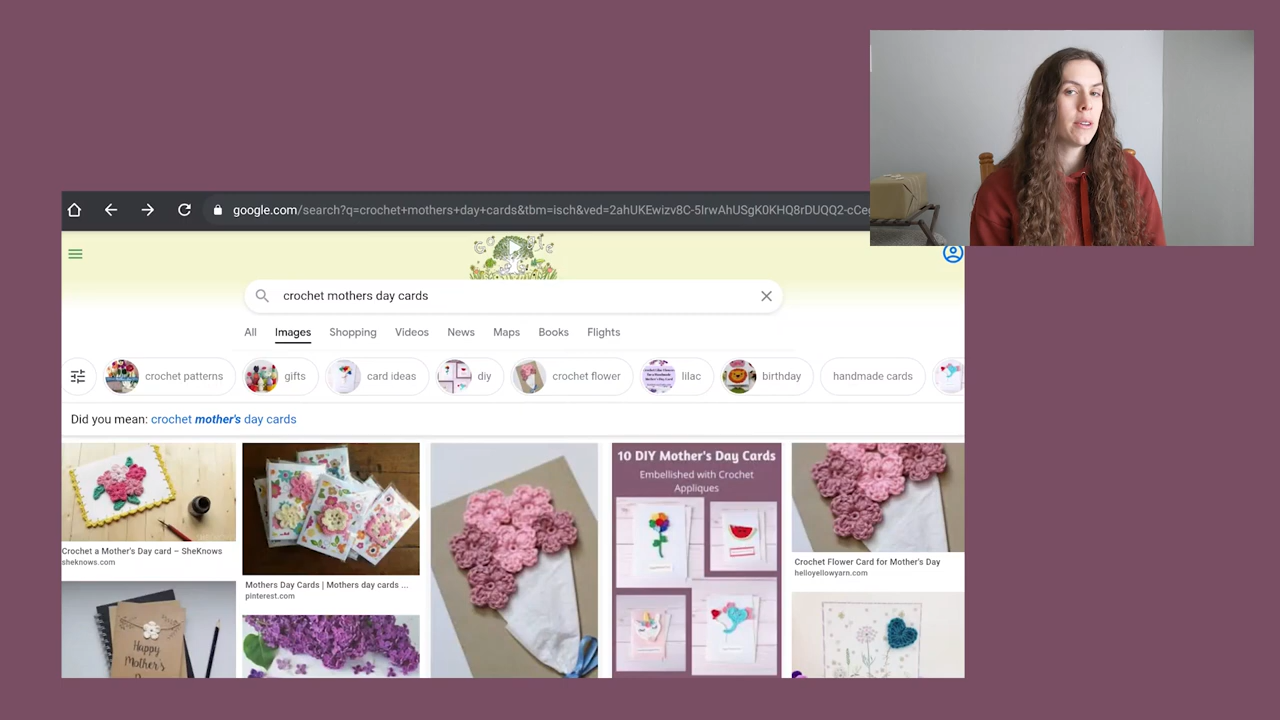 google.com/search?q=crochet+mothers+day+cards&tbm=isch&ved=2ahUKEwizv8C-5IrwAhUSgK0KHQ8rDUQQ2-cCeg
crochet mothers day cards
All Images Shopping Videos News Maps Books Flights
crochet patterns gifts card ideas diy crochet flower lilac birthday handmade cards
Did you mean: crochet mother's day cards
10 DIY Mother's Day Cards
Embellished with Crochet
Appliques
Crochet a Mother's Day card – SheKnows
sheknows.com
Mothers Day Cards | Mothers day cards ...
pinterest.com
Crochet Flower Card for Mother's Day
helloyellowyarn.com
Happy
Mother's